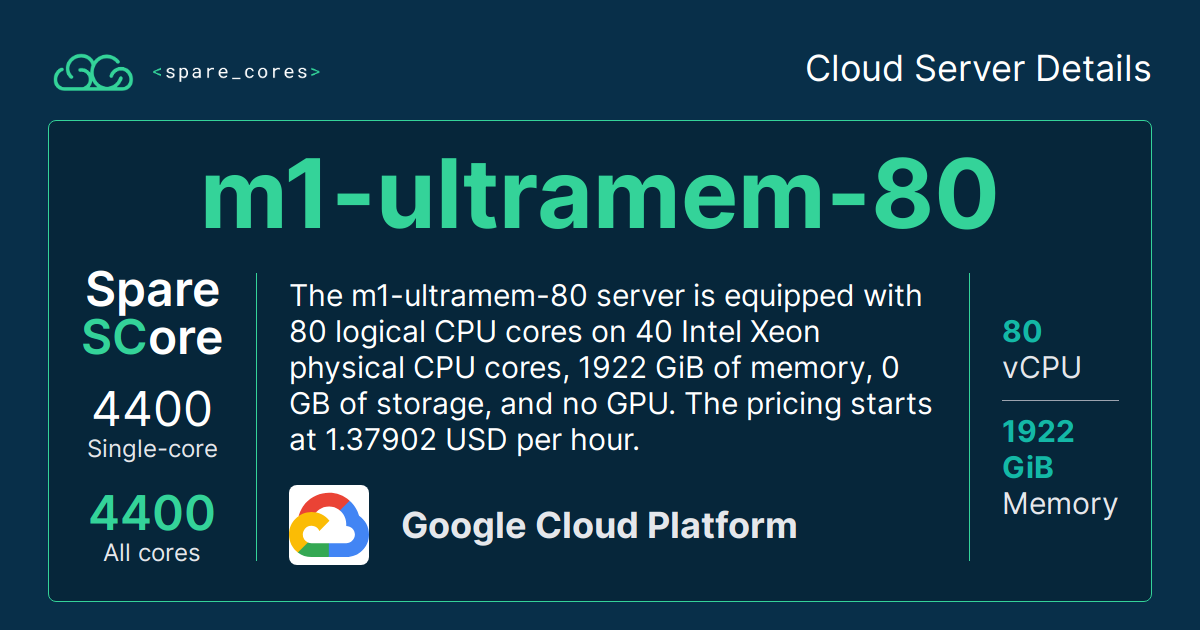 <spare_cores>
Cloud Server Details
m1-ultramem-80
Spare
SCore
4400
Single-core
4400
All cores
The m1-ultramem-80 server is equipped with
80 logical CPU cores on 40 Intel Xeon
physical CPU cores, 1922 GiB of memory, 0
GB of storage, and no GPU. The pricing starts
at 1.37902 USD per hour.
Google Cloud Platform
80
vCPU
1922
GiB
Memory